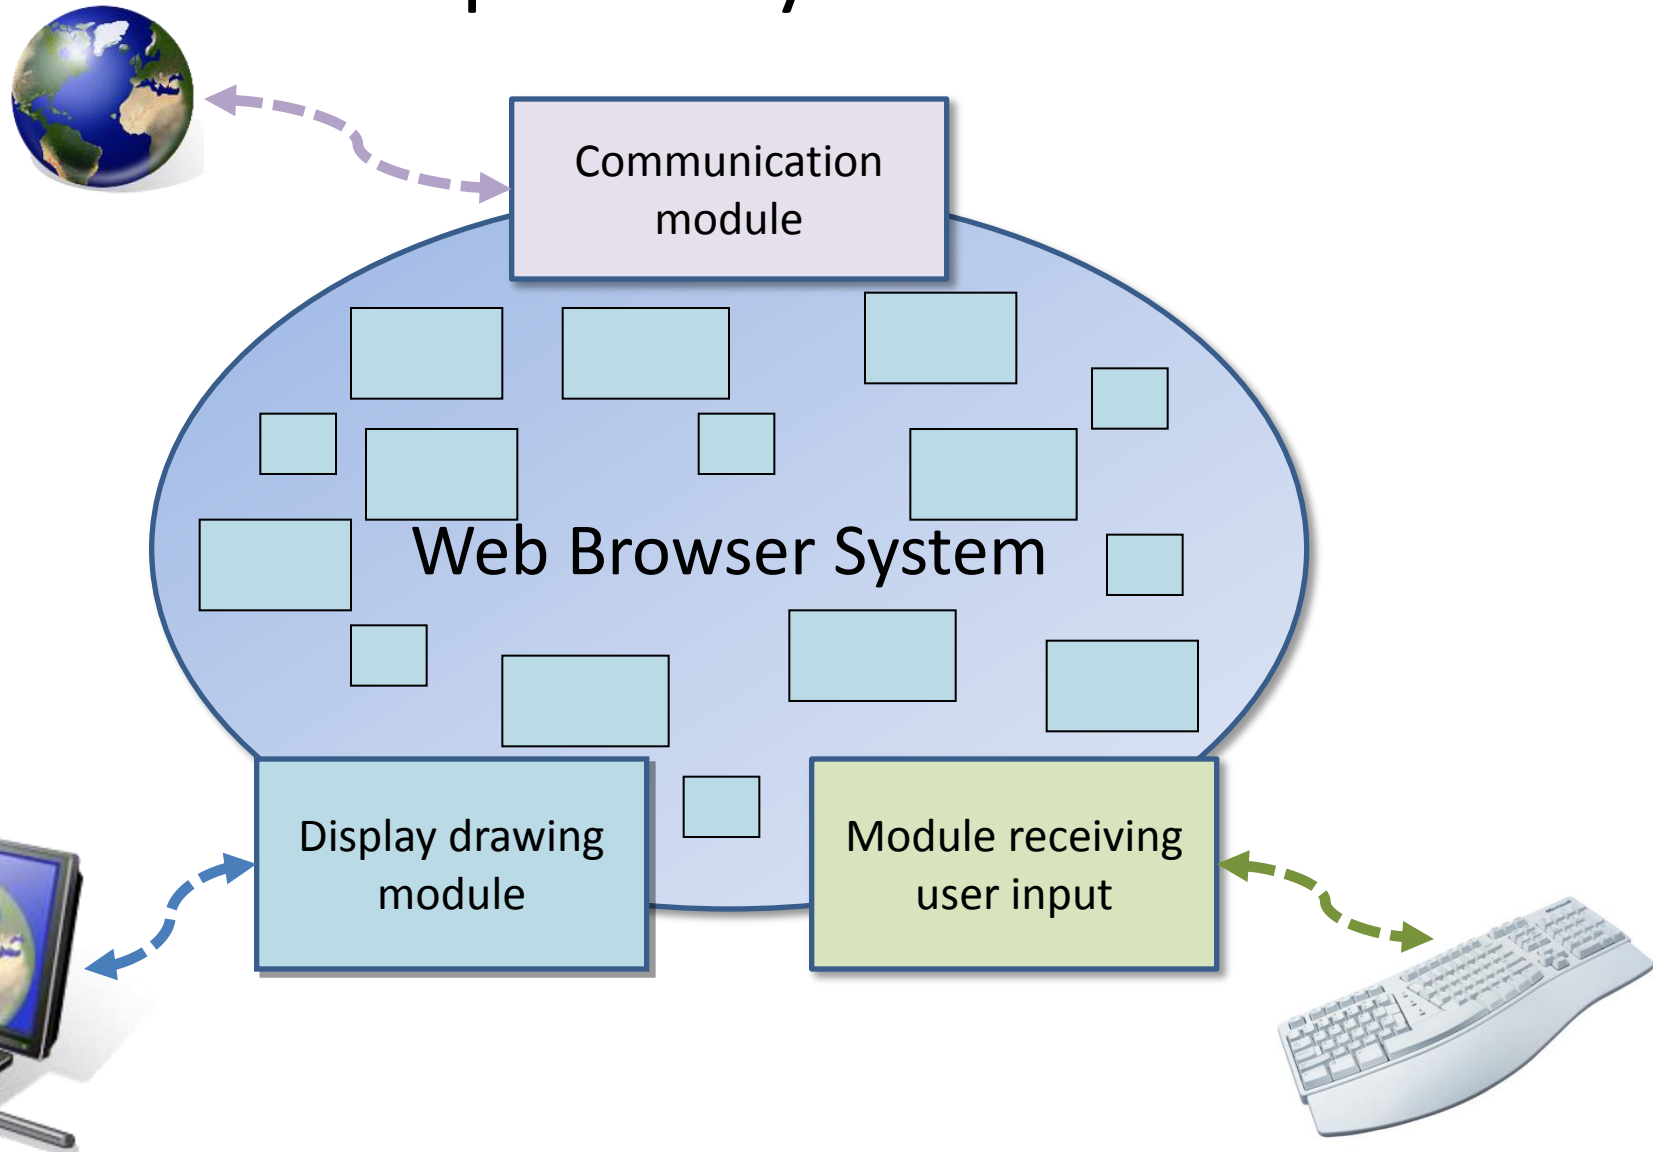 Communication
module
Web Browser System
Display drawing
module
Module receiving
user input